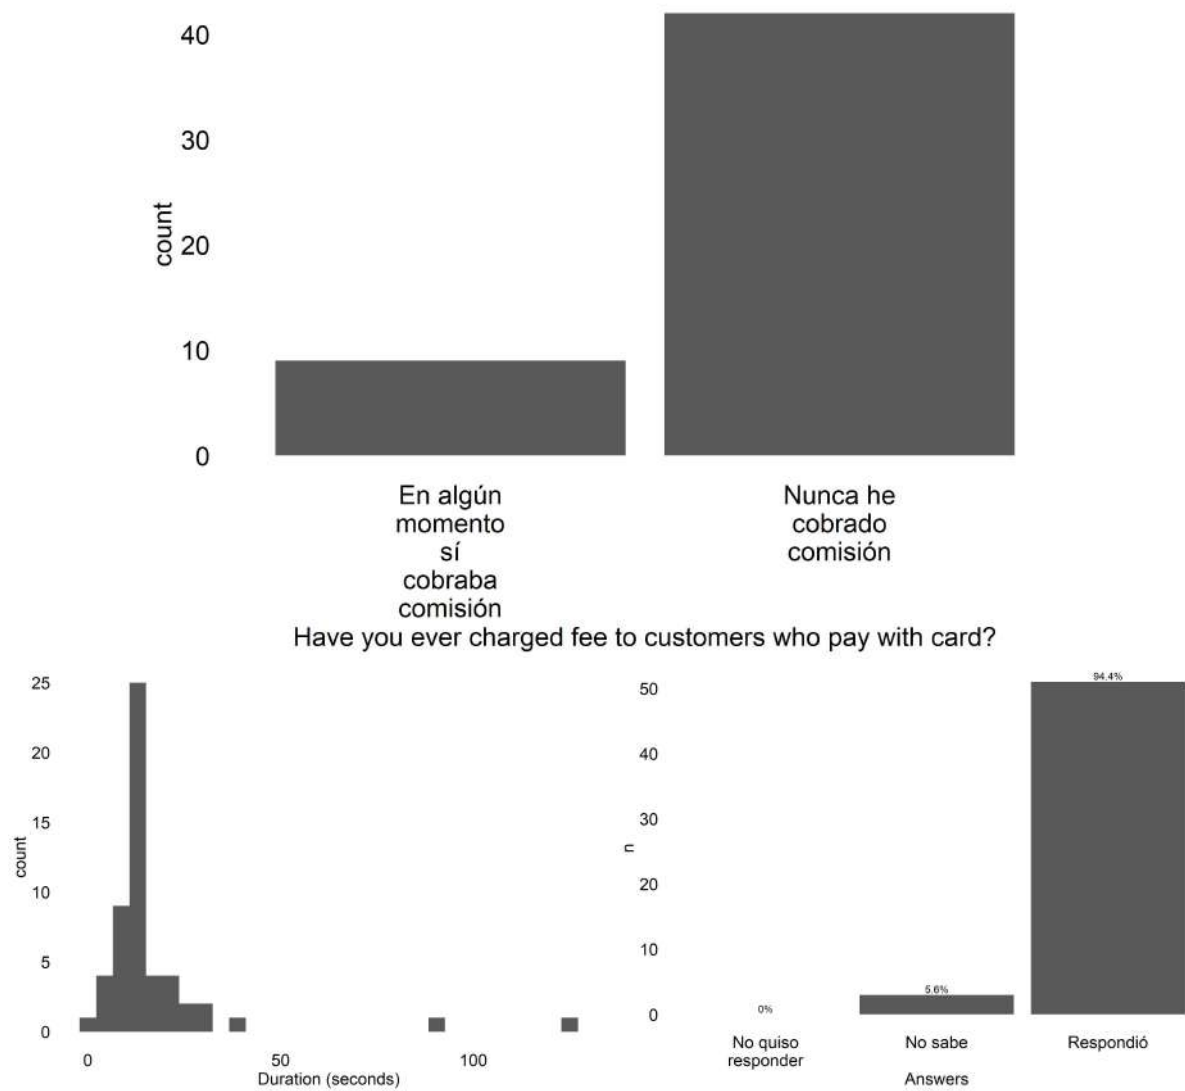 40
30
20
10
0
count
En algún
momento
sí
cobraba
comisión
Nunca he
cobrado
comisión
Have you ever charged fee to customers who pay with card?
25
20
15
10
5
0
count
0 50 100
Duration (seconds)
50
40
30
20
10
0
n
94.4%
5.6%
0%
No quiso
responder
No sabe
Respondió
Answers